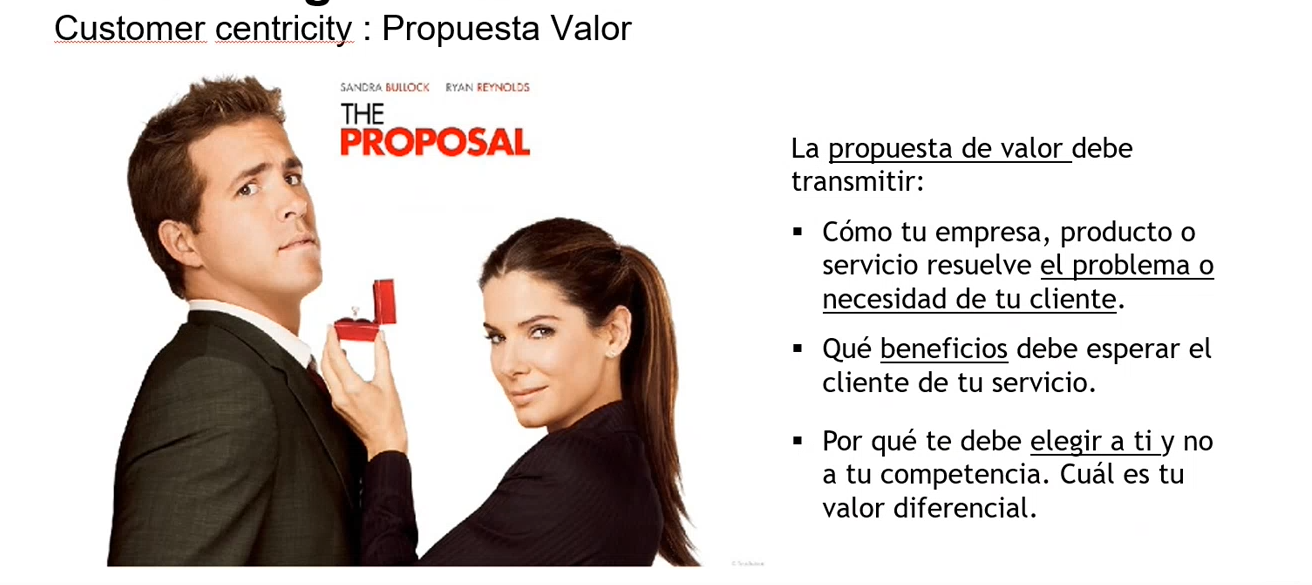 Customer centricity : Propuesta Valor
SANDRA BULLOCK RYAN REYNOLDS
THE
PROPOSAL
La propuesta de valor debe
transmitir:
▪ Cómo tu empresa, producto o
servicio resuelve el problema o
necesidad de tu cliente.
▪ Qué beneficios debe esperar el
cliente de tu servicio.
▪ Por qué te debe elegir a ti y no
a tu competencia. Cuál es tu
valor diferencial.